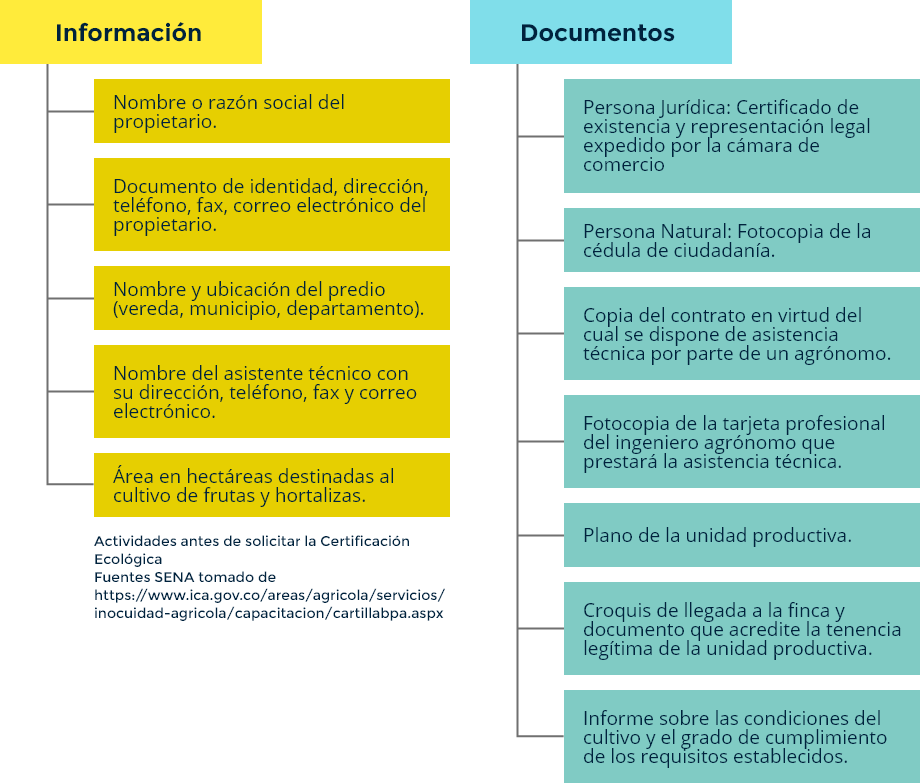 Información
Nombre o razón social del
propietario.
Documento de identidad, dirección,
teléfono, fax, correo electrónico del
propietario.
Nombre y ubicación del predio
(vereda, municipio, departamento).
Nombre del asistente técnico con
su dirección, teléfono, fax y correo
electrónico.
Área en hectáreas destinadas al
cultivo de frutas y hortalizas.
Actividades antes de solicitar la Certificación
Ecológica
Fuentes SENA tomado de
https://www.ica.gov.co/areas/agricola/servicios/
inocuidad-agricola/capacitacion/cartillabpa.aspx
Documentos
Persona Jurídica: Certificado de
existencia y representación legal
expedido por la cámara de
comercio
Persona Natural: Fotocopia de la
cédula de ciudadanía.
Copia del contrato en virtud del
cual se dispone de asistencia
técnica por parte de un agrónomo.
Fotocopia de la tarjeta profesional
del ingeniero agrónomo que
prestará la asistencia técnica.
Plano de la unidad productiva.
Croquis de llegada a la finca y
documento que acredite la tenencia
legítima de la unidad productiva.
Informe sobre las condiciones del
cultivo y el grado de cumplimiento
de los requisitos establecidos.